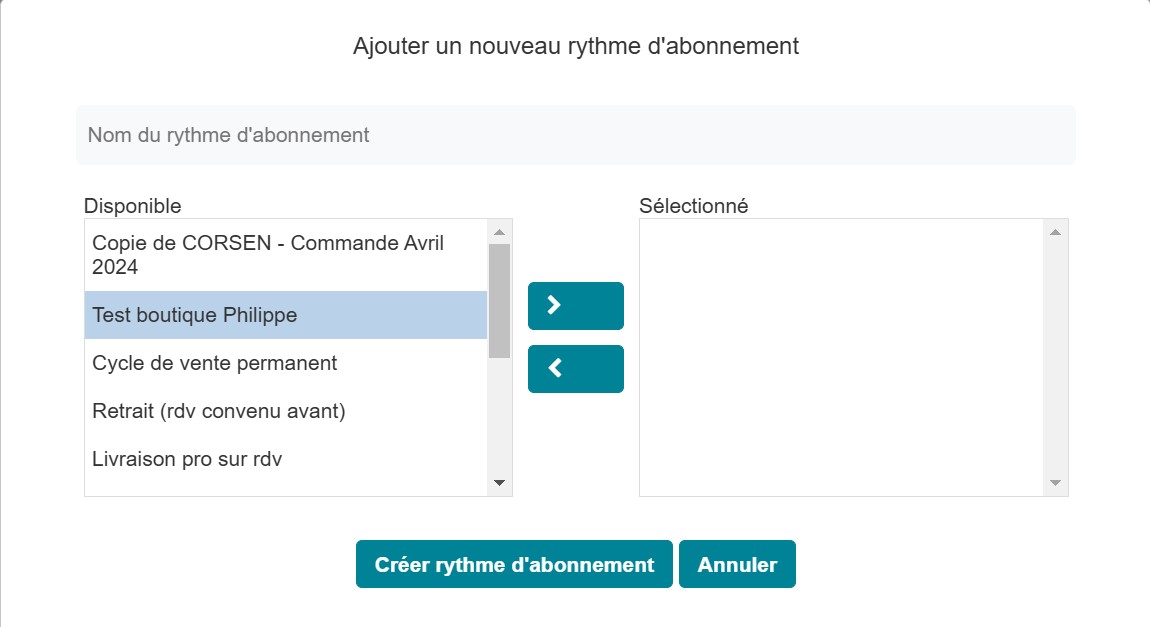 Ajouter un nouveau rythme d'abonnement
Nom du rythme d'abonnement
Disponible
Copie de CORSEN - Commande Avril
2024
Test boutique Philippe
Cycle de vente permanent
Retrait (rdv convenu avant)
Livraison pro sur rdv
Sélectionné
Créer rythme d'abonnement
Annuler